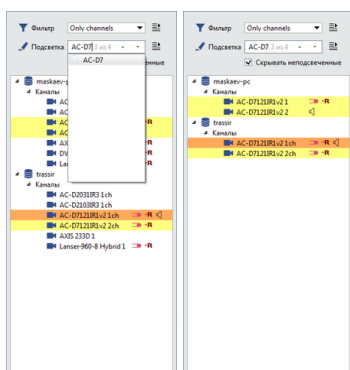 Фильтр Only channels
Подсветка AC-D7 3 из 4
AC-D7
maskaev-p
Каналы
AC
AC
AC
AC
AX -R
DV -R
La
trassir
Каналы
AC-D2031IR3 1ch
AC-D2103IR3 1ch
AC-D7121IR1v2 1ch -R
AC-D7121IR1v2 2ch -R
AXIS 233D 1
Lanser-960-8 Hybrid 1 -R
Фильтр Only channels
Подсветка AC-D7 3 из 4
Скрывать неподсвеченные
maskaev-pc
Каналы
AC-D7121IR1v2 1 -R
AC-D7121IR1v2 2
trassir
Каналы
AC-D7121IR1v2 1ch -R
AC-D7121IR1v2 2ch -R